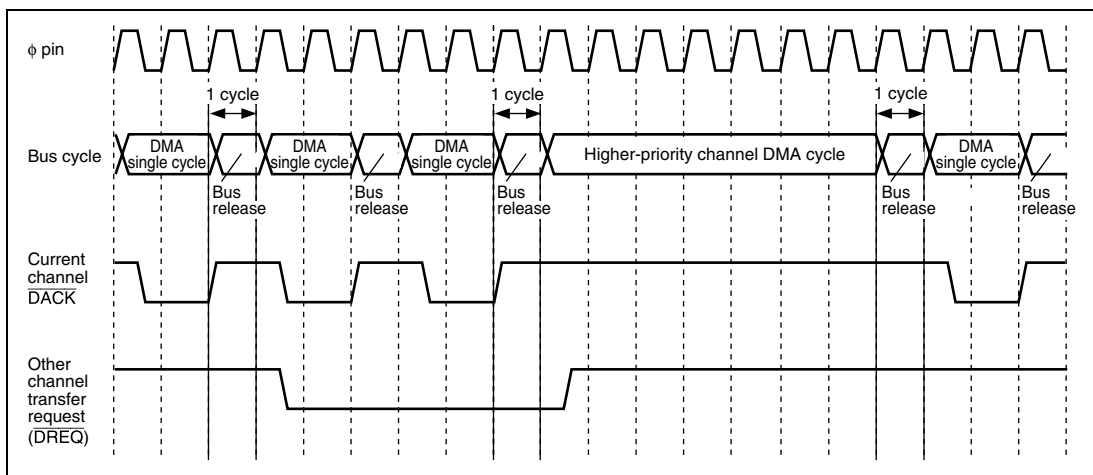 φ pin
1 cycle
1 cycle
1 cycle
Bus cycle
DMA
single cycle
DMA
single cycle
DMA
single cycle
Higher-priority channel DMA cycle
DMA
single cycle
Bus
release
Bus
release
Bus
release
Bus
release
Bus
release
Current
channel
DACK
Other
channel
transfer
request
(DREQ)